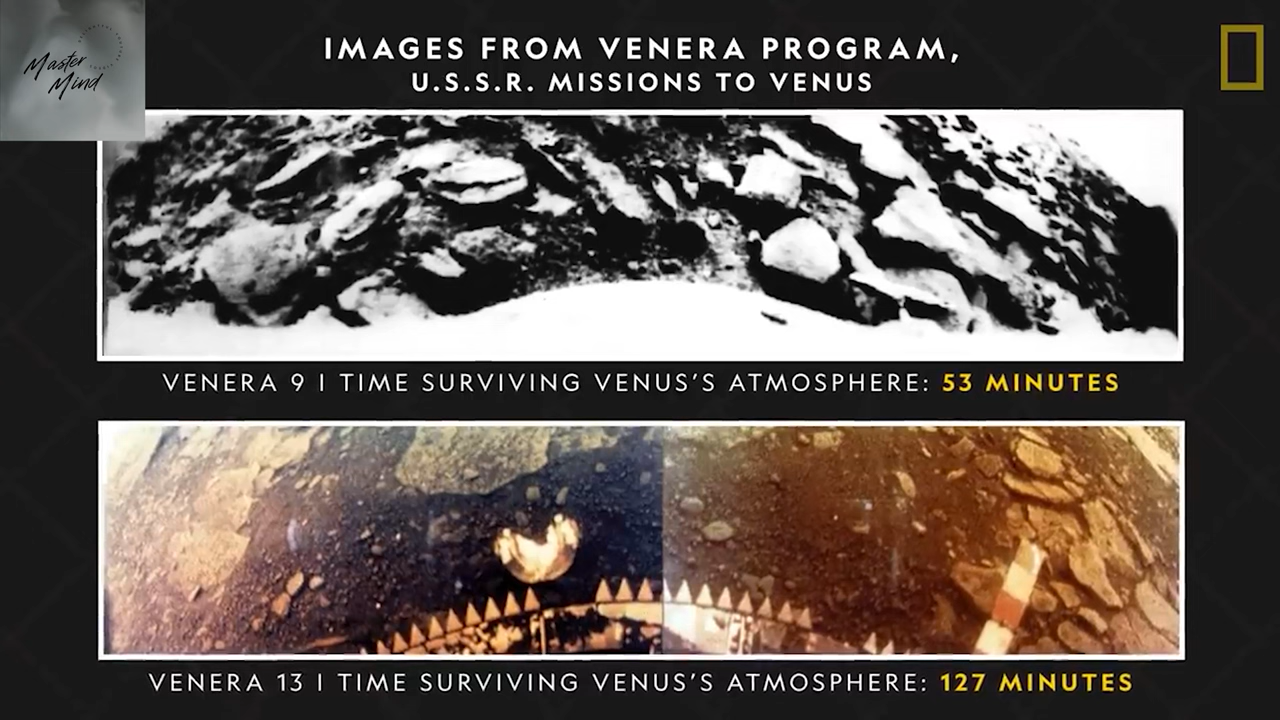 Master
Mind
IMAGES FROM VENERA PROGRAM,
U.S.S.R. MISSIONS TO VENUS
VENERA 9 | TIME SURVIVING VENUS'S ATMOSPHERE: 53 MINUTES
VENERA 13 | TIME SURVIVING VENUS'S ATMOSPHERE: 127 MINUTES